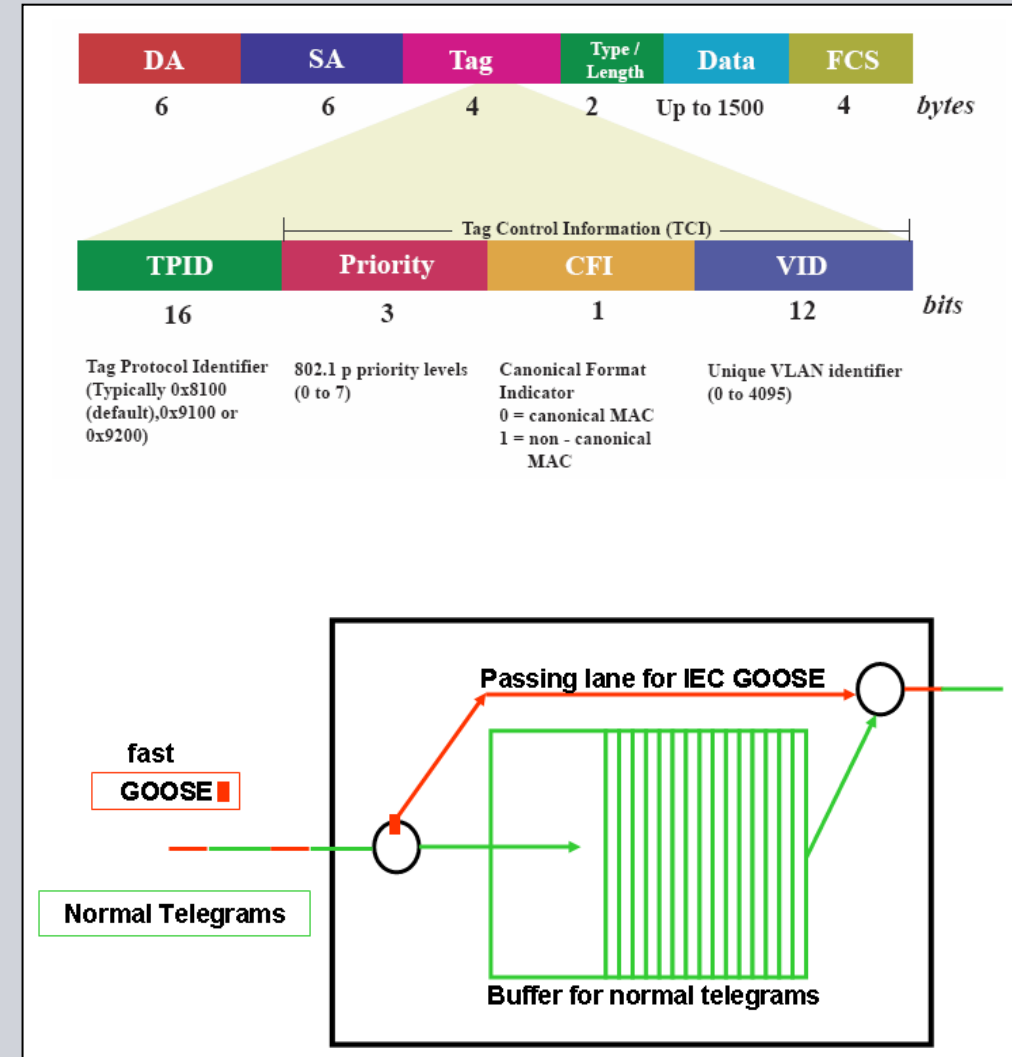 DA SA Tag Type / Length Data FCS
6 6 4 2 Up to 1500 4 bytes
Tag Control Information (TCI)
TPID Priority CFI VID
16 3 1 12 bits
Tag Protocol Identifier
(Typically 0x8100
(default),0x9100 or
0x9200)
802.1 p priority levels
(0 to 7)
Canonical Format
Indicator
0 = canonical MAC
1 = non - canonical
MAC
Unique VLAN identifier
(0 to 4095)
Passing lane for IEC GOOSE
fast
GOOSE
Normal Telegrams
Buffer for normal telegrams